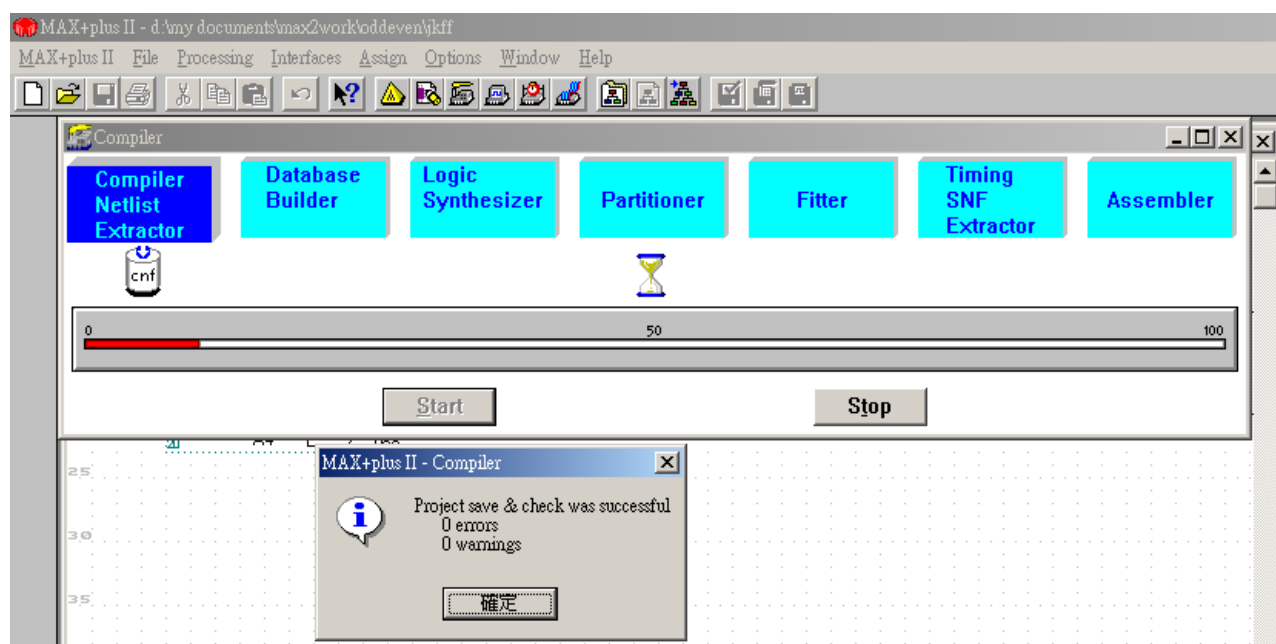 MAX+plus II - d:\my documents\max2work\oddeven\jkff
MAX+plus II File Processing Interfaces Assign Options Window Help
Compiler
Compiler Netlist Extractor
Database Builder
Logic Synthesizer
Partitioner
Fitter
Timing SNF Extractor
Assembler
cnf
0 50 100
Start
Stop
25
30
35
MAX+plus II - Compiler
Project save & check was successful
0 errors
0 warnings
確定